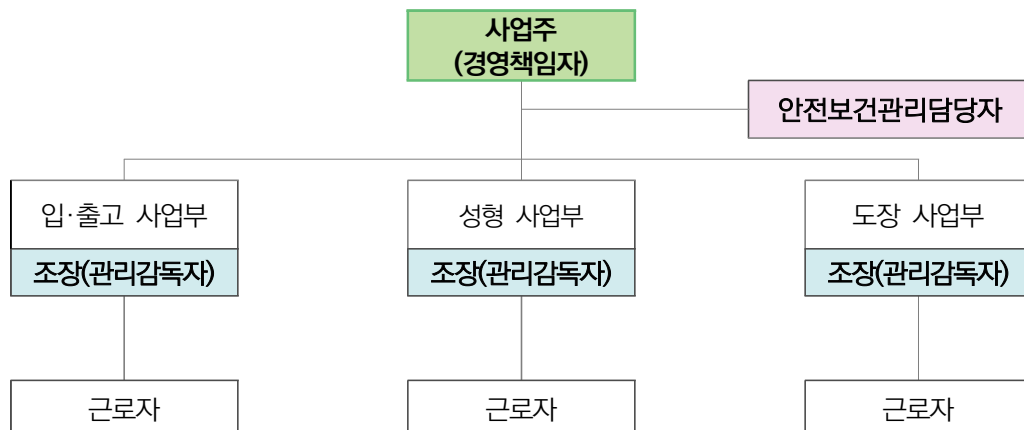 사업주
(경영책임자)
안전보건관리담당자
입·출고 사업부
조장(관리감독자)
근로자
성형 사업부
조장(관리감독자)
근로자
도장 사업부
조장(관리감독자)
근로자